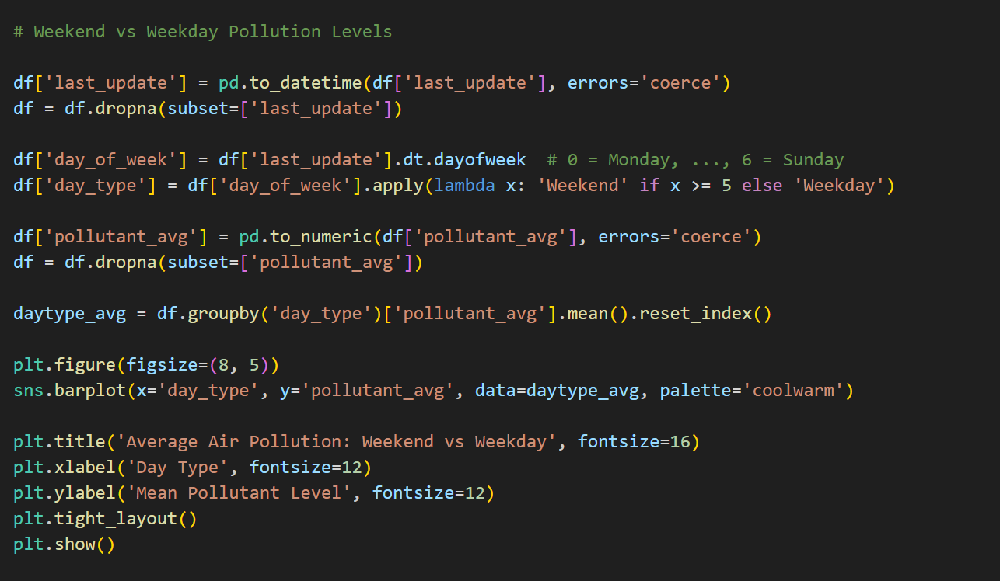 # Weekend vs Weekday Pollution Levels
df['last_update'] = pd.to_datetime(df['last_update'], errors='coerce')
df = df.dropna(subset=['last_update'])
df['day_of_week'] = df['last_update'].dt.dayofweek  # 0 = Monday, ..., 6 = Sunday
df['day_type'] = df['day_of_week'].apply(lambda x: 'Weekend' if x >= 5 else 'Weekday')
df['pollutant_avg'] = pd.to_numeric(df['pollutant_avg'], errors='coerce')
df = df.dropna(subset=['pollutant_avg'])
daytype_avg = df.groupby('day_type')['pollutant_avg'].mean().reset_index()
plt.figure(figsize=(8, 5))
sns.barplot(x='day_type', y='pollutant_avg', data=daytype_avg, palette='coolwarm')
plt.title('Average Air Pollution: Weekend vs Weekday', fontsize=16)
plt.xlabel('Day Type', fontsize=12)
plt.ylabel('Mean Pollutant Level', fontsize=12)
plt.tight_layout()
plt.show()